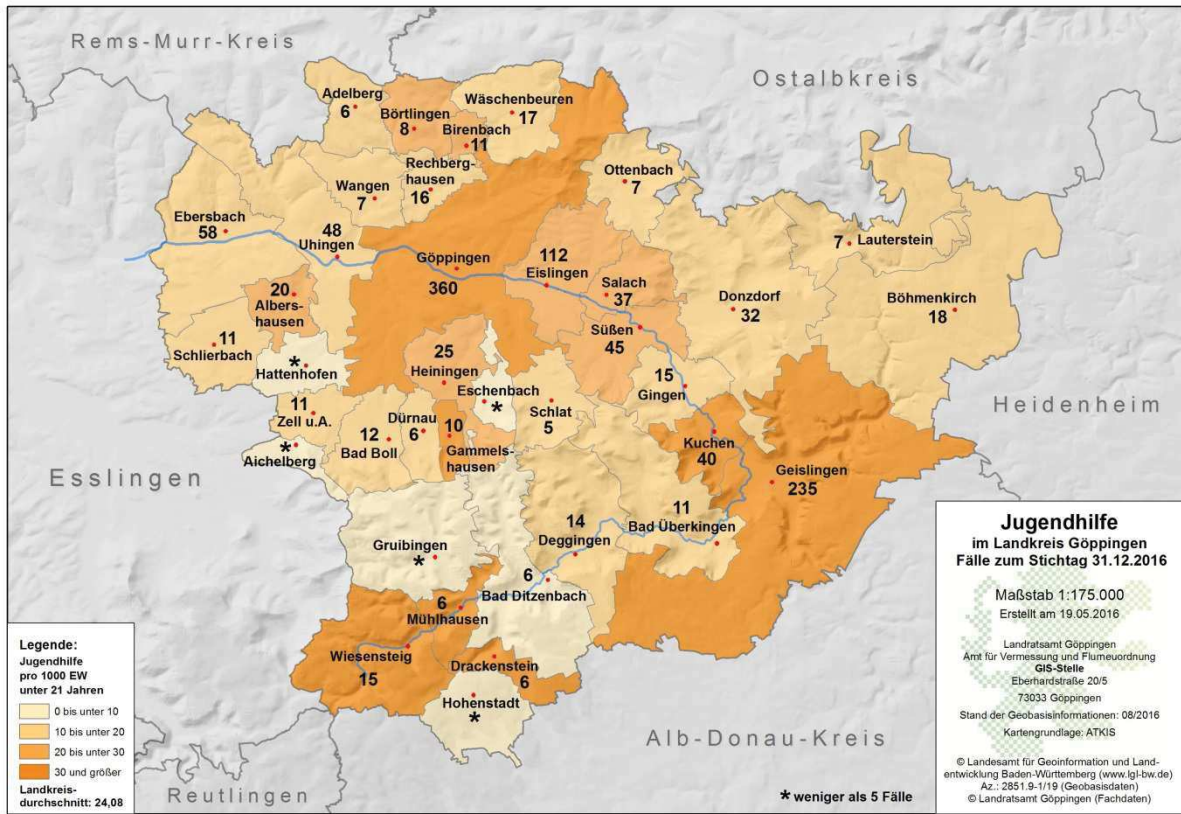 Rems-Murr-Kreis
Ostalbkreis
Adelberg
6
Börtlingen
8
Wäschenbeuren
17
Birenbach
11
Rechberg-
hausen
16
Ottenbach
7
Wangen
7
Ebersbach
58
48
Uhingen
Göppingen
360
112
Eislingen
Salach
37
7
Lauterstein
Donzdorf
32
Böhmenkirch
18
20
Albers-
hausen
Süßen
45
11
Schlierbach
*
Hattenhofen
25
Heiningen
Eschenbach
*
15
Gingen
Heidenheim
11
Zell u.A.
Dürnau
6
10
Schlat
5
12
Bad Boll
Gammels-
hausen
Kuchen
40
*
Aichelberg
Esslingen
Geislingen
235
14
Deggingen
11
Bad Überkingen
Gruibingen
*
6
Bad Ditzenbach
6
Mühlhausen
Wiesensteig
15
Drackenstein
6
Hohenstadt
*
Alb-Donau-Kreis
Reutlingen
* weniger als 5 Fälle
Legende:
Jugendhilfe
pro 1000 EW
unter 21 Jahren
0 bis unter 10
10 bis unter 20
20 bis unter 30
30 und größer
Landkreis-
durchschnitt: 24,08
Jugendhilfe
im Landkreis Göppingen
Fälle zum Stichtag 31.12.2016
Maßstab 1:175.000
Erstellt am 19.05.2016
Landratsamt Göppingen
Amt für Vermessung und Flurneuordnung
GIS-Stelle
Eberhardstraße 20/5
73033 Göppingen
Stand der Geobasisinformationen: 08/2016
Kartengrundlage: ATKIS
© Landesamt für Geoinformation und Land-
entwicklung Baden-Württemberg (www.lgl-bw.de)
Az.: 2851.9-1/19 (Geobasisdaten)
© Landratsamt Göppingen (Fachdaten)